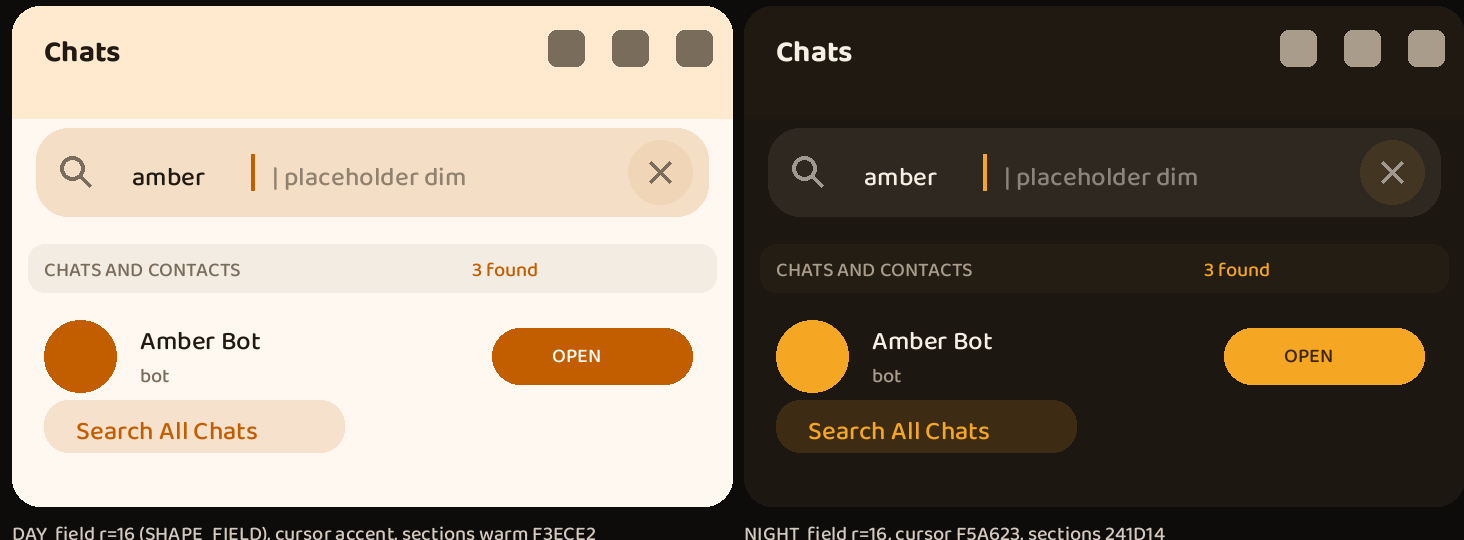 Chats
amber | placeholder dim
CHATS AND CONTACTS 3 found
Amber Bot
bot
OPEN
Search All Chats
DAY field r=16 (SHAPE_FIELD), cursor accent, sections warm F3ECE2
Chats
amber | placeholder dim
CHATS AND CONTACTS 3 found
Amber Bot
bot
OPEN
Search All Chats
NIGHT field r=16, cursor F5A623, sections 241D14